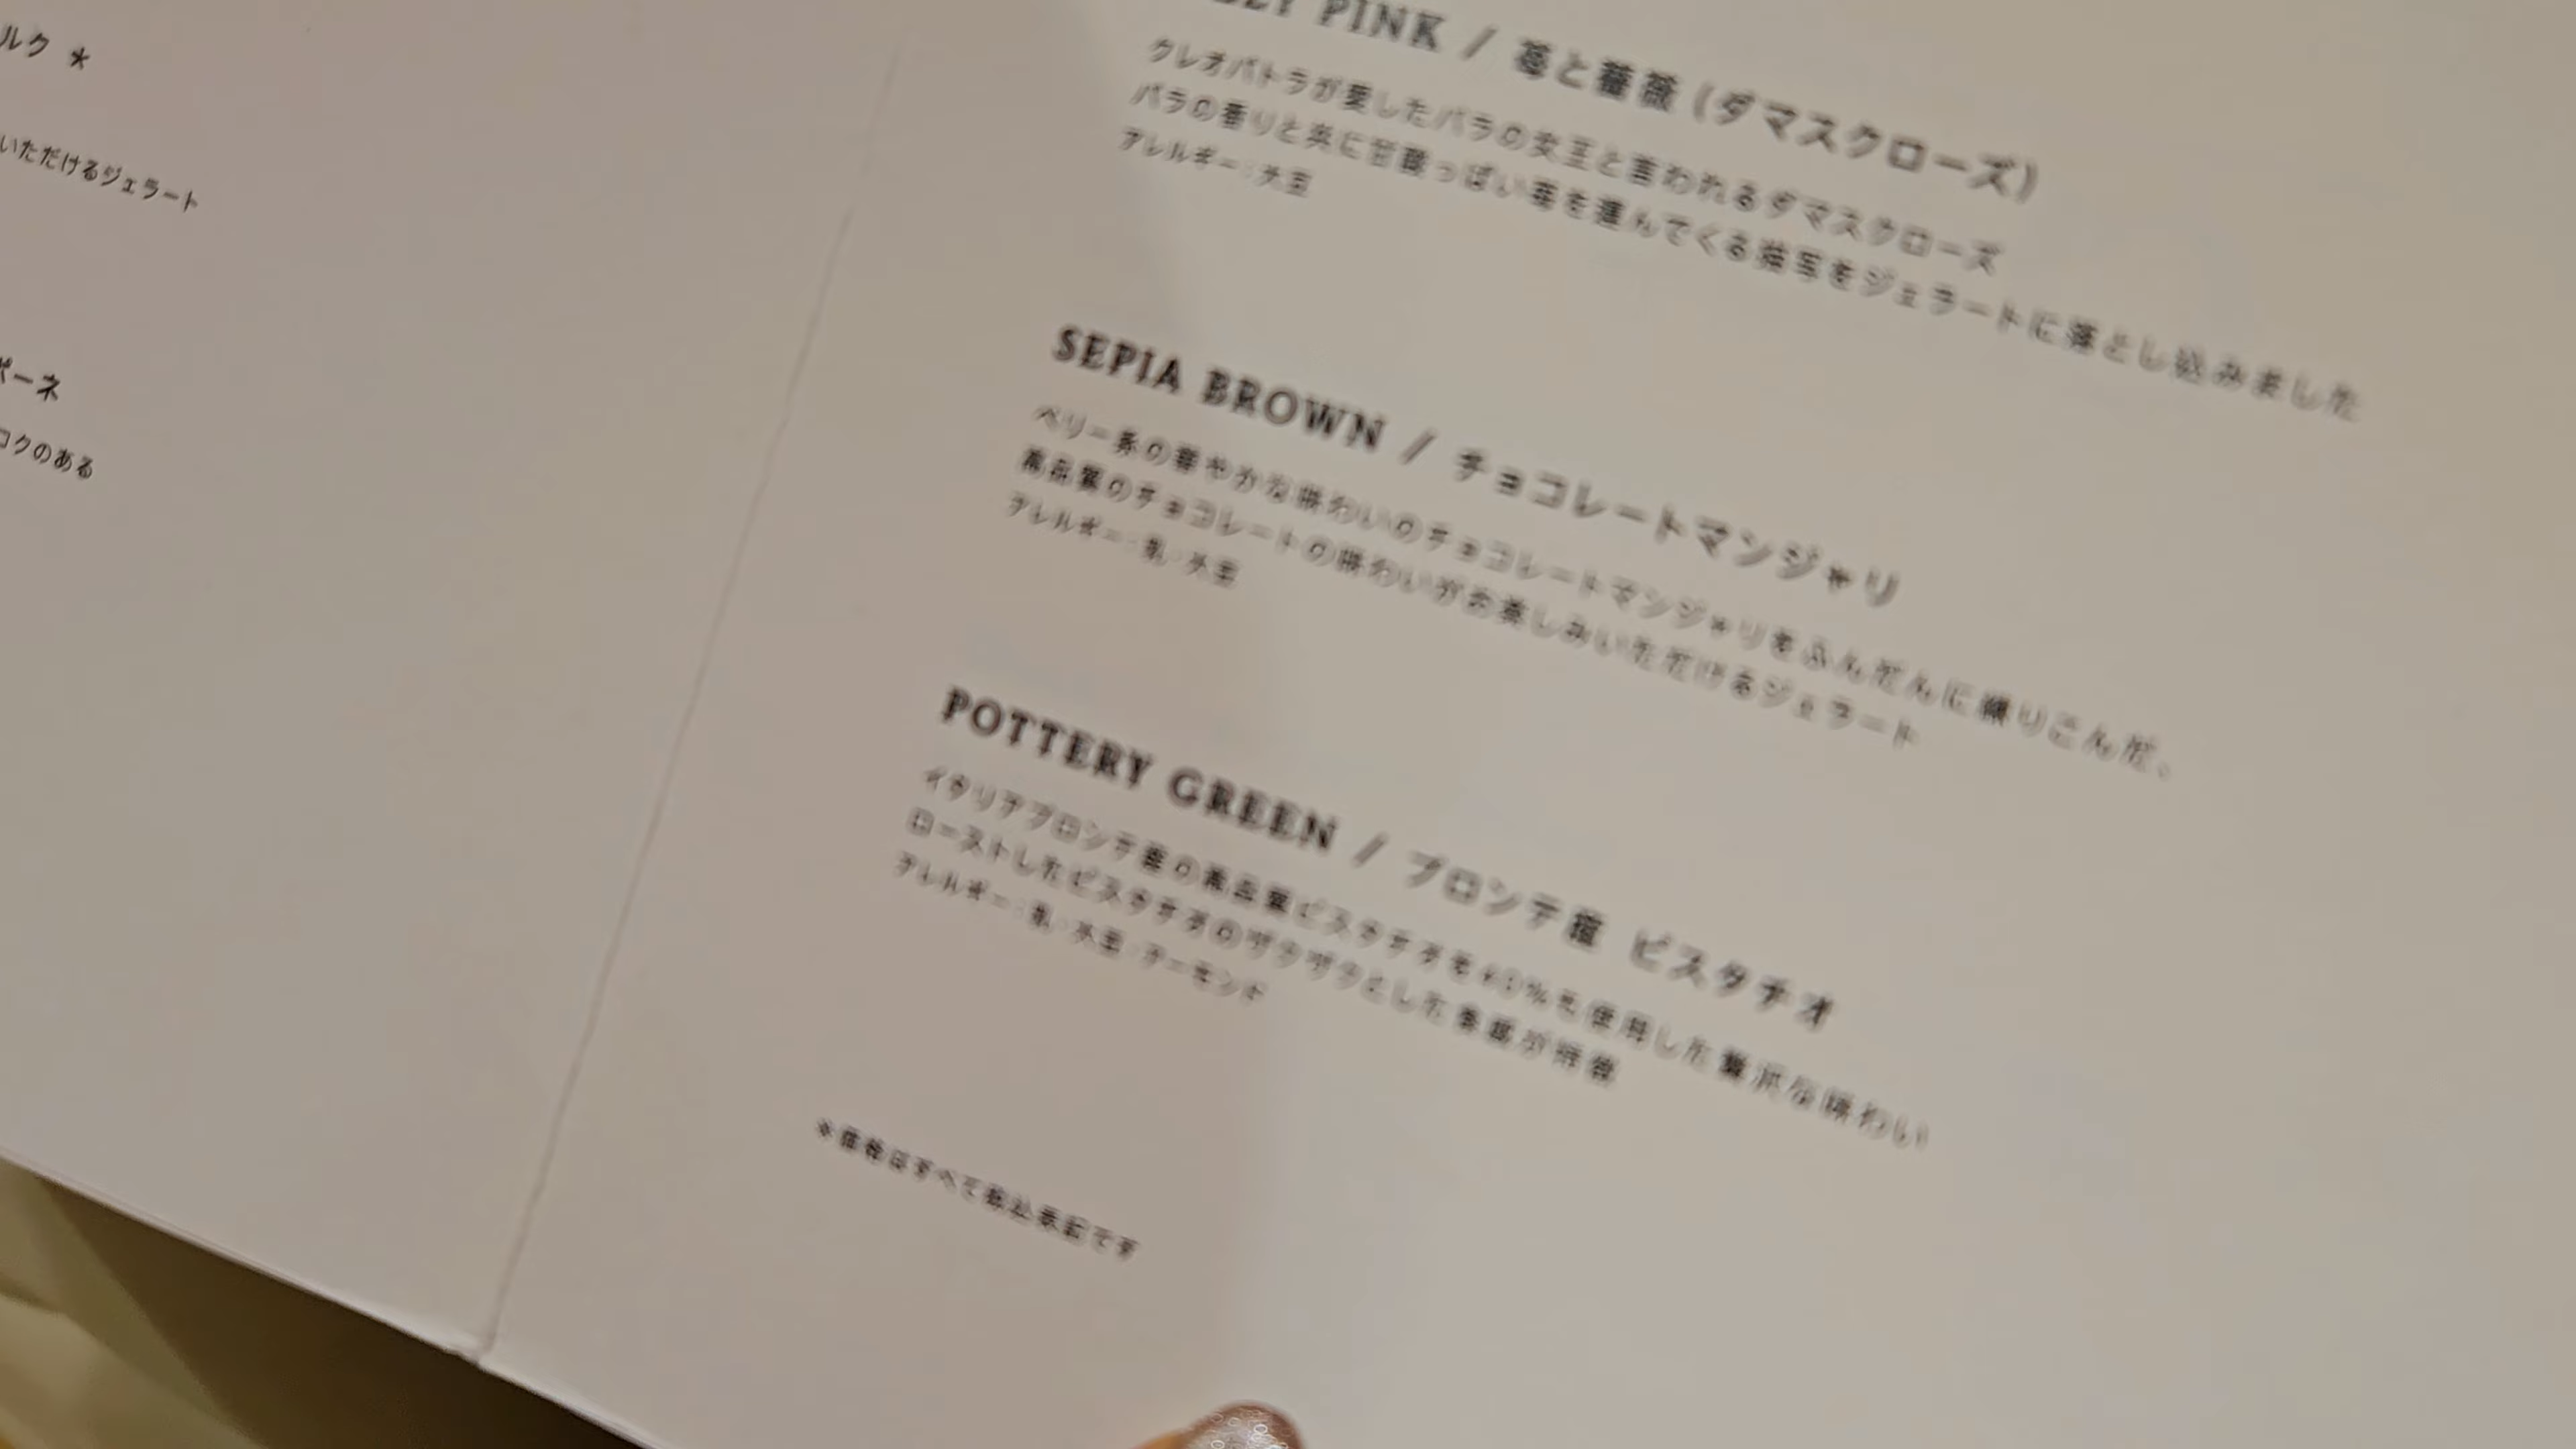 ルク *
いただけるジェラート
ポーネ
コクのある
PINK / 苺と薔薇 (ダマスクローズ)
クレオパトラが愛したバラの女王と言われるダマスクローズ
バラの香りと共に甘酸っぱい苺を運んでくる描写をジェラートに落とし込みました
アレルギー：大豆
SEPIA BROWN / チョコレートマンジャリ
ベリー系の華やかな味わいのチョコレートマンジャリをふんだんに練りこんだ、
高品質のチョコレートの味わいがお楽しみいただけるジェラート
アレルギー：乳・大豆
POTTERY GREEN / ブロンテ産 ピスタチオ
イタリアブロンテ産の高品質ピスタチオを40%も使用した贅沢な味わい
ローストしたピスタチオのザクザクとした食感が特徴
アレルギー：乳・大豆・アーモンド
*価格はすべて税込表記です